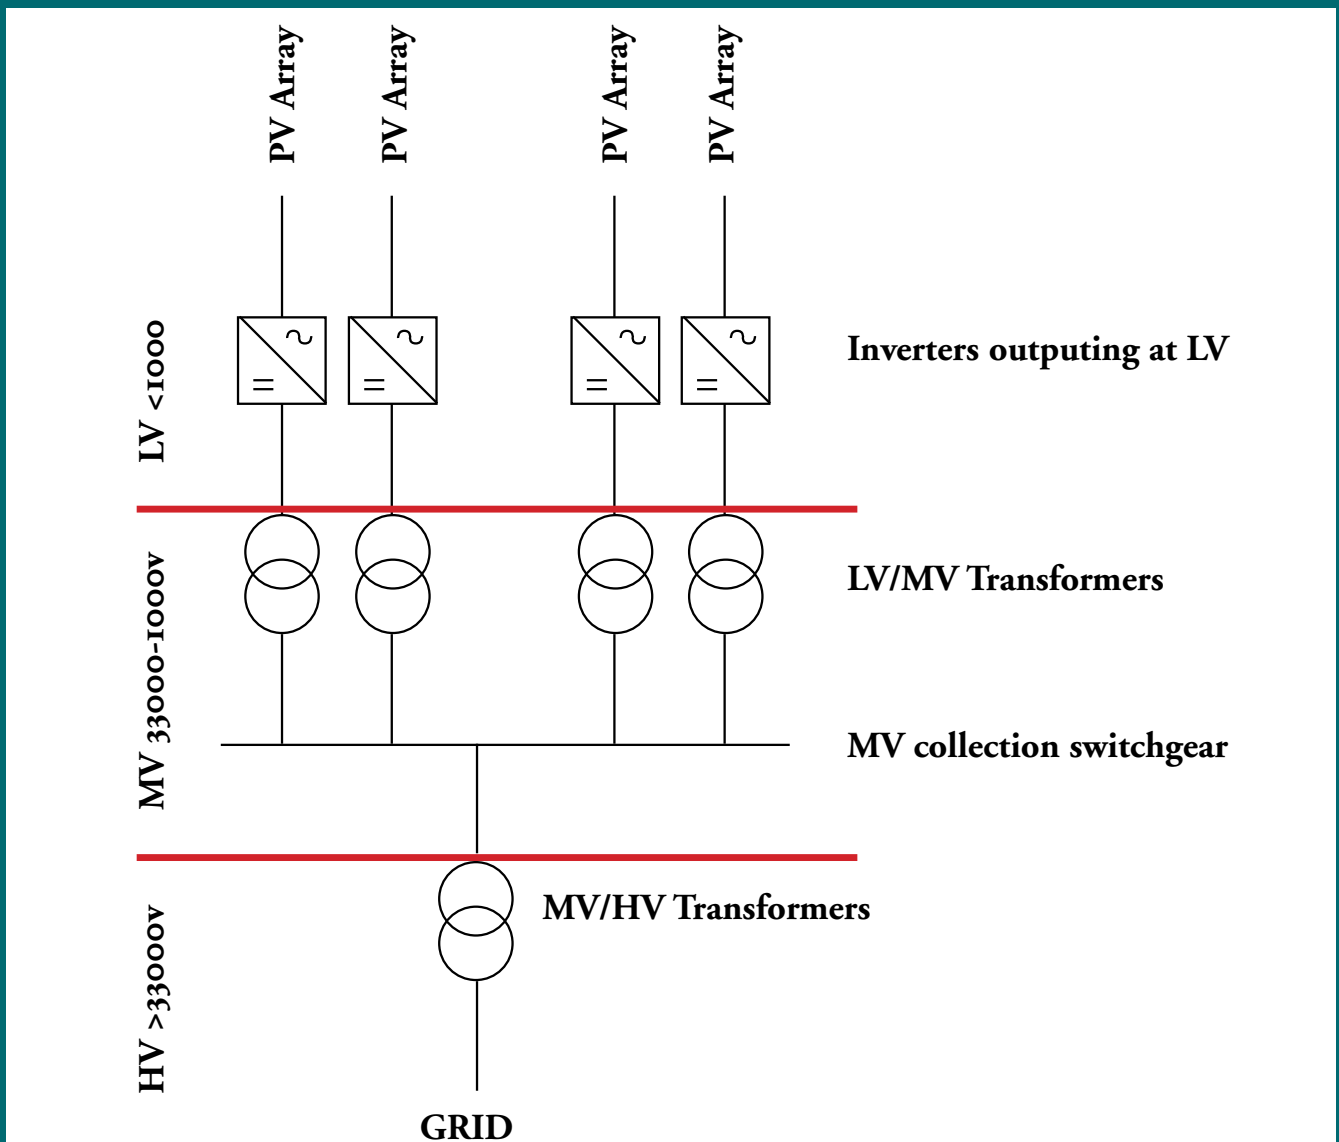 PV Array
PV Array
PV Array
PV Array
LV <1000
Inverters outputing at LV
MV 33000-1000v
LV/MV Transformers
MV collection switchgear
HV >33000v
MV/HV Transformers
GRID